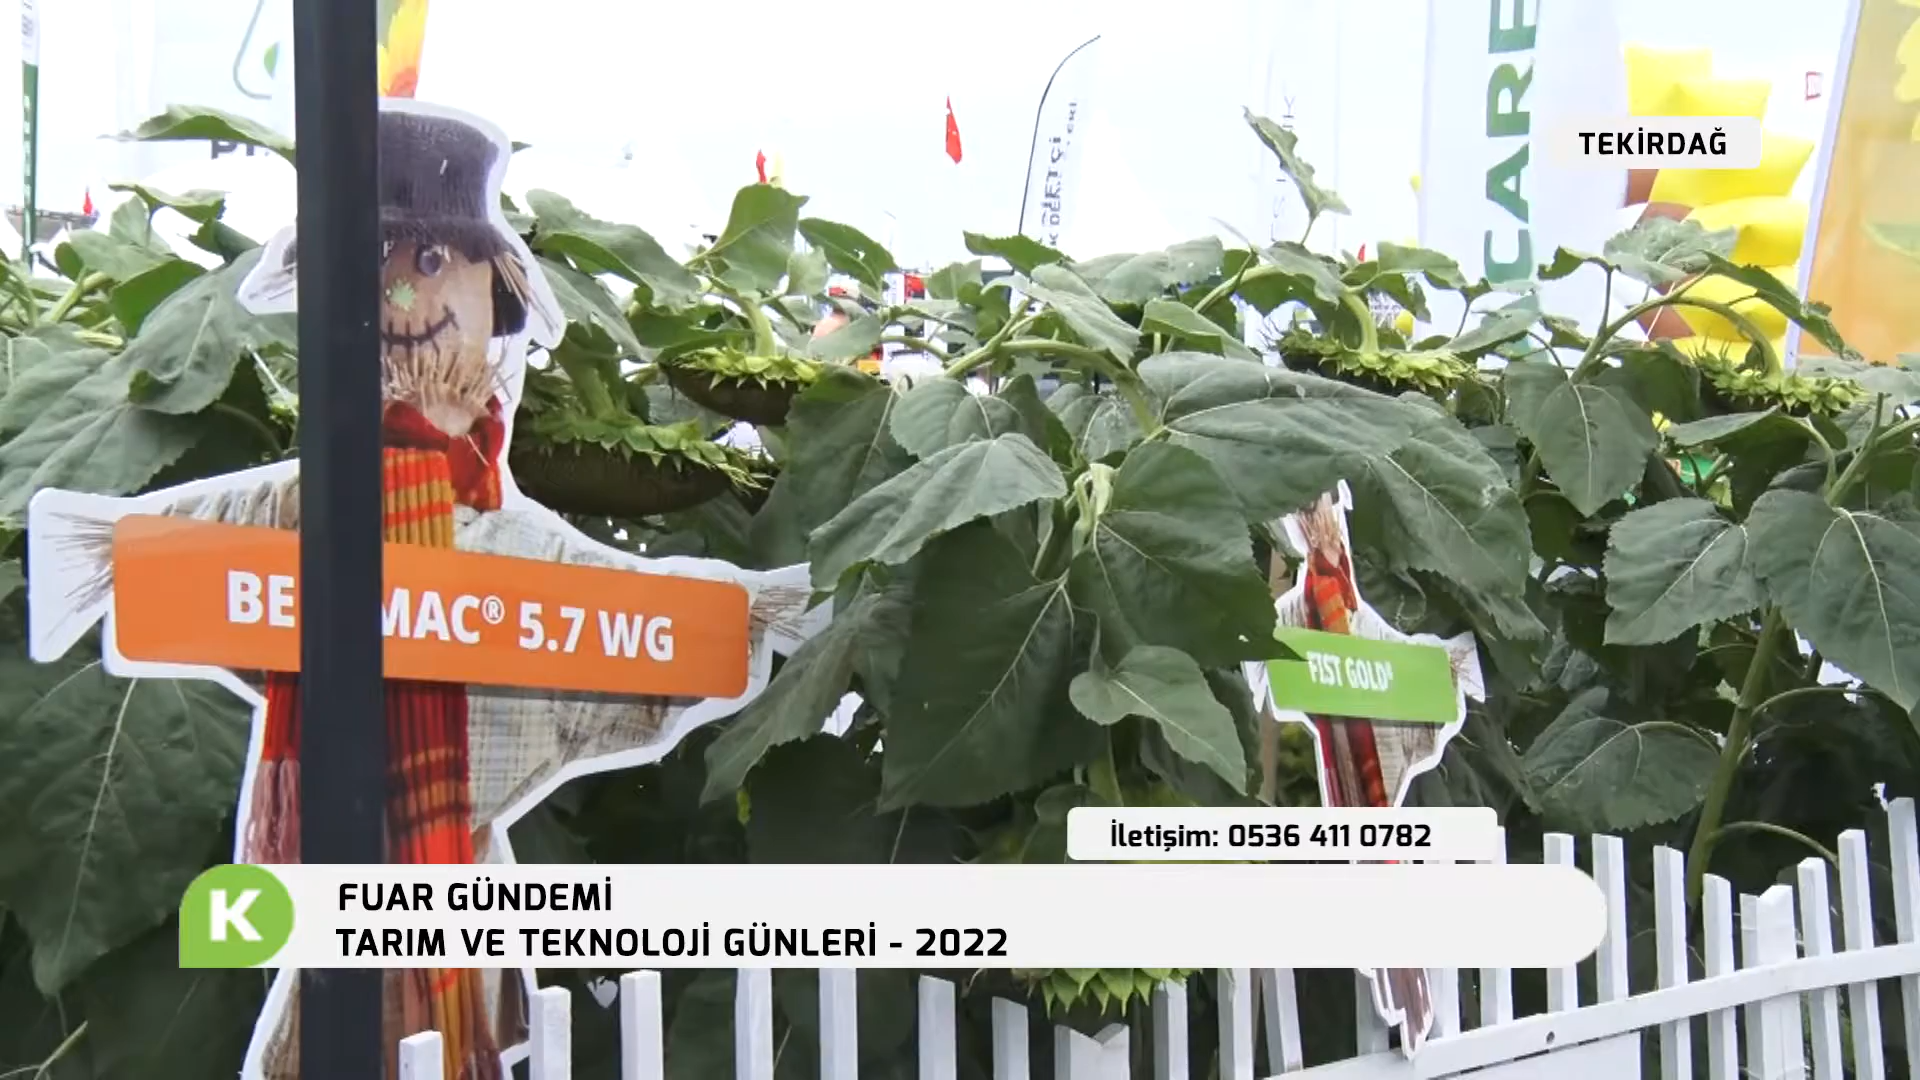 CARE
TEKİRDAĞ
BE MAC® 5.7 WG
FIST GOLD®
İletişim: 0536 411 0782
K
FUAR GÜNDEMİ
TARIM VE TEKNOLOJİ GÜNLERİ - 2022